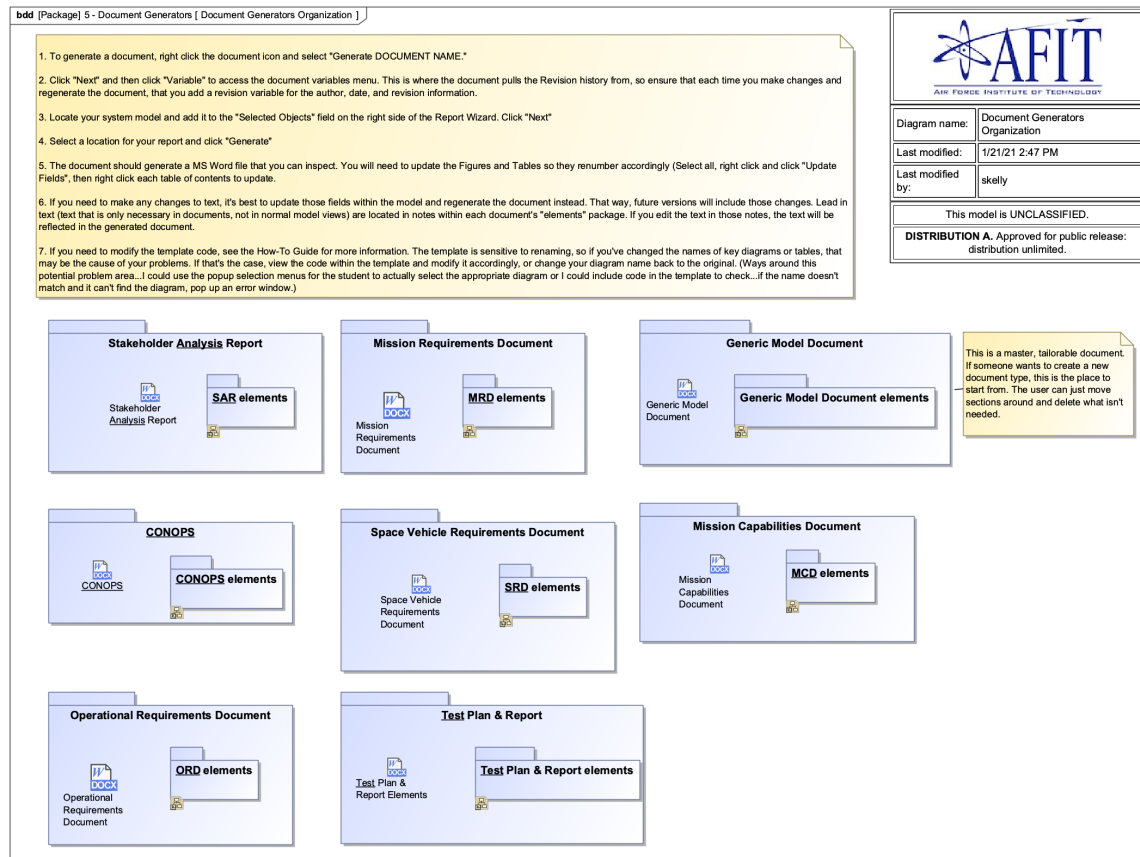 bdd [Package] 5 - Document Generators [ Document Generators Organization ]
1. To generate a document, right click the document icon and select "Generate DOCUMENT NAME."
2. Click "Next" and then click "Variable" to access the document variables menu. This is where the document pulls the Revision history from, so ensure that each time you make changes and
regenerate the document, that you add a revision variable for the author, date, and revision information.
3. Locate your system model and add it to the "Selected Objects" field on the right side of the Report Wizard. Click "Next"
4. Select a location for your report and click "Generate"
5. The document should generate a MS Word file that you can inspect. You will need to update the Figures and Tables so they renumber accordingly (Select all, right click and click "Update
Fields", then right click each table of contents to update.
6. If you need to make any changes to text, it's best to update those fields within the model and regenerate the document instead. That way, future versions will include those changes. Lead in
text (text that is only necessary in documents, not in normal model views) are located in notes within each document's "elements" package. If you edit the text in those notes, the text will be
reflected in the generated document.
7. If you need to modify the template code, see the How-To Guide for more information. The template is sensitive to renaming, so if you've changed the names of key diagrams or tables, that
may be the cause of your problems. If that's the case, view the code within the template and modify it accordingly, or change your diagram name back to the original. (Ways around this
potential problem area...I could use the popup selection menus for the student to actually select the appropriate diagram or I could include code in the template to check...if the name doesn't
match and it can't find the diagram, pop up an error window.)
AFIT
AIR FORCE INSTITUTE OF TECHNOLOGY
Diagram name:
Document Generators
Organization
Last modified:
1/21/21 2:47 PM
Last modified
by:
skelly
This model is UNCLASSIFIED.
DISTRIBUTION A. Approved for public release:
distribution unlimited.
Stakeholder Analysis Report
W
DOCX
Stakeholder
Analysis Report
SAR elements
Mission Requirements Document
W
DOCX
Mission
Requirements
Document
MRD elements
Generic Model Document
W
DOCX
Generic Model
Document
Generic Model Document elements
This is a master, tailorable document.
If someone wants to create a new
document type, this is the place to
start from. The user can just move
sections around and delete what isn't
needed.
CONOPS
W
DOCX
CONOPS
CONOPS elements
Space Vehicle Requirements Document
W
DOCX
Space Vehicle
Requirements
Document
SRD elements
Mission Capabilities Document
W
DOCX
Mission
Capabilities
Document
MCD elements
Operational Requirements Document
W
DOCX
Operational
Requirements
Document
ORD elements
Test Plan & Report
W
DOCX
Test Plan &
Report Elements
Test Plan & Report elements